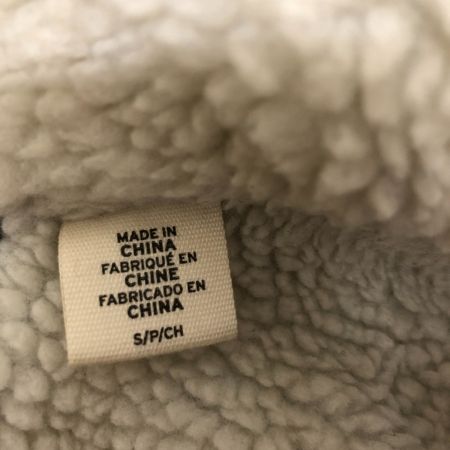 MADE IN
CHINA
FABRIQUÉ EN
CHINE
FABRICADO EN
CHINA
S/P/CH